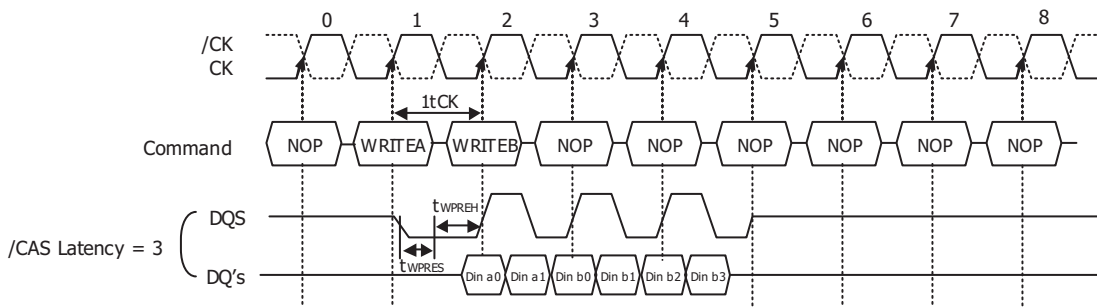 0 1 2 3 4 5 6 7 8
/CK
CK
1tCK
Command NOP WRITEA WRITEB NOP NOP NOP NOP NOP NOP
DQS tWPREH
/CAS Latency = 3
tWPRES
DQ's Din a0 Din a1 Din b0 Din b1 Din b2 Din b3